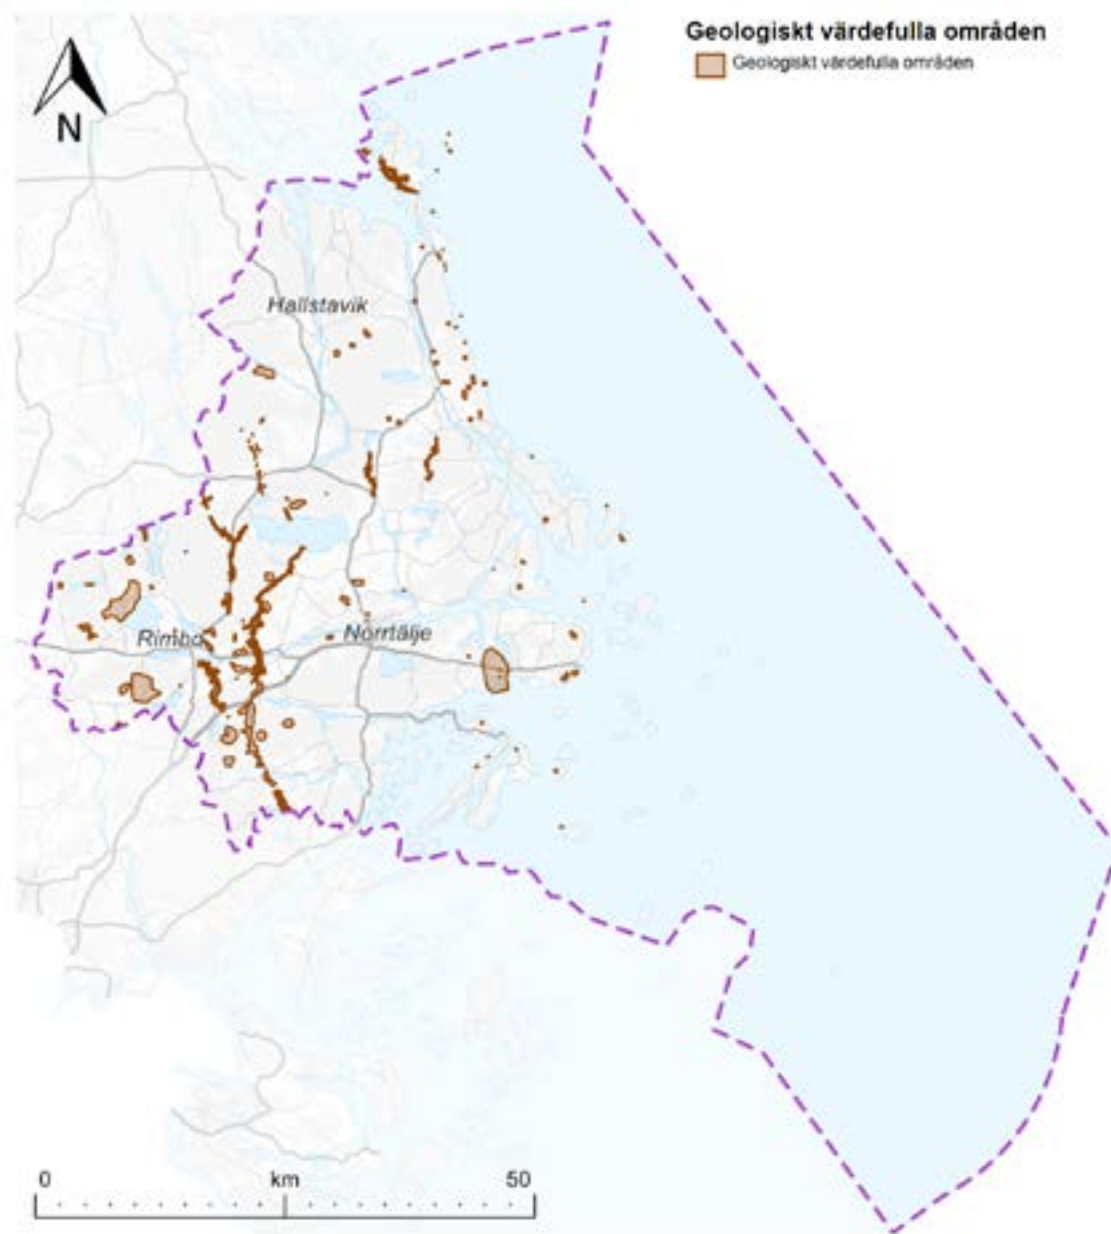 Geologiskt värdefulla områden
Geologiskt värdefulla områden
N
Hallstavik
Rimbo
Norrtälje
0 km 50